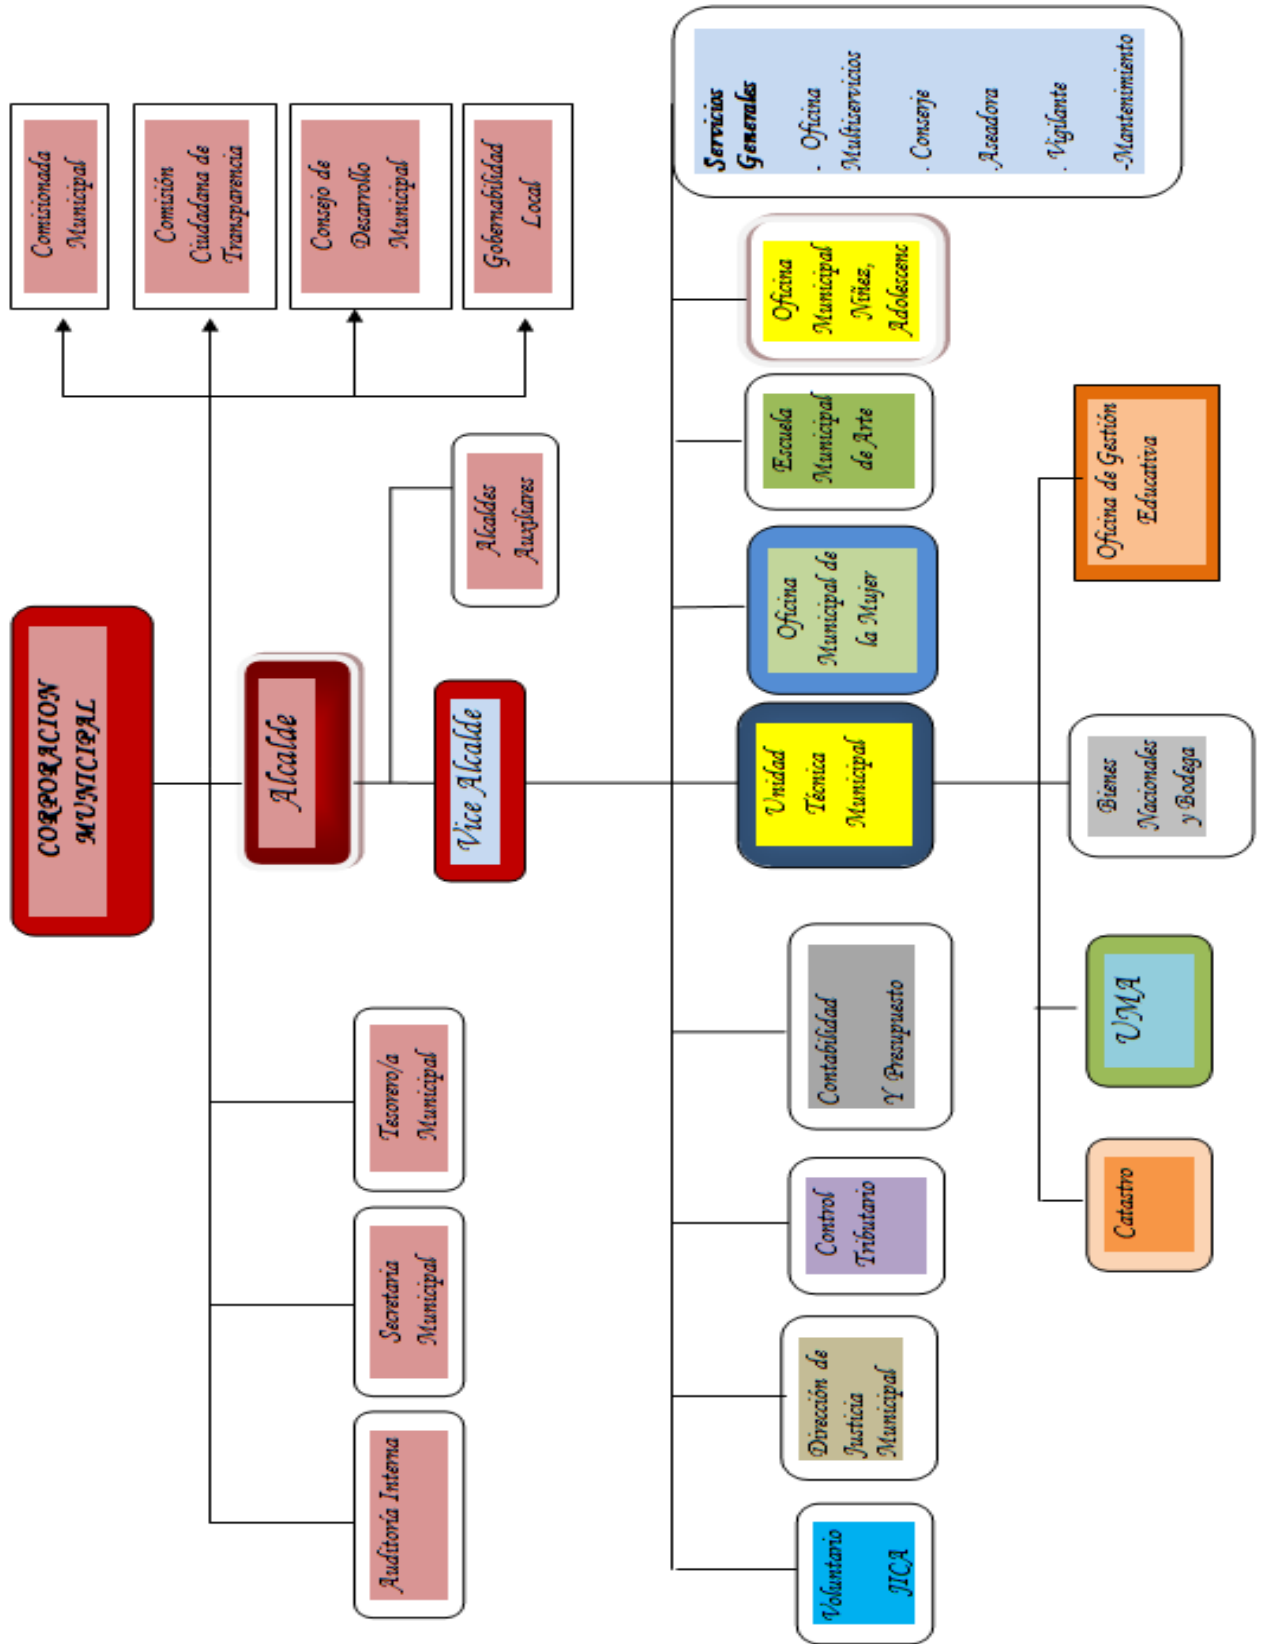 CORPORACION
MUNICIPAL
Comisionada
Municipal
Comisión
Ciudadana de
Transparencia
Consejo de
Desarrollo
Municipal
Gobernabilidad
Local
Alcalde
Alcaldes
Auxiliares
Vice Alcalde
Auditoría Interna
Secretaria
Municipal
Tesorero/a
Municipal
Voluntario
JICA
Dirección de
Justicia
Municipal
Control
Tributario
Contabilidad
Y Presupuesto
Unidad
Técnica
Municipal
Oficina
Municipal de
la Mujer
Escuela
Municipal
de Arte
Oficina
Municipal
Niñez,
Adolescenc
Servicios
Generales
. Oficina
Multiservicios
. Conserje
. Aseadora
. Vigilante
-Mantenimiento
Catastro
UMA
Bienes
Nacionales
y Bodega
Oficina de Gestión
Educativa